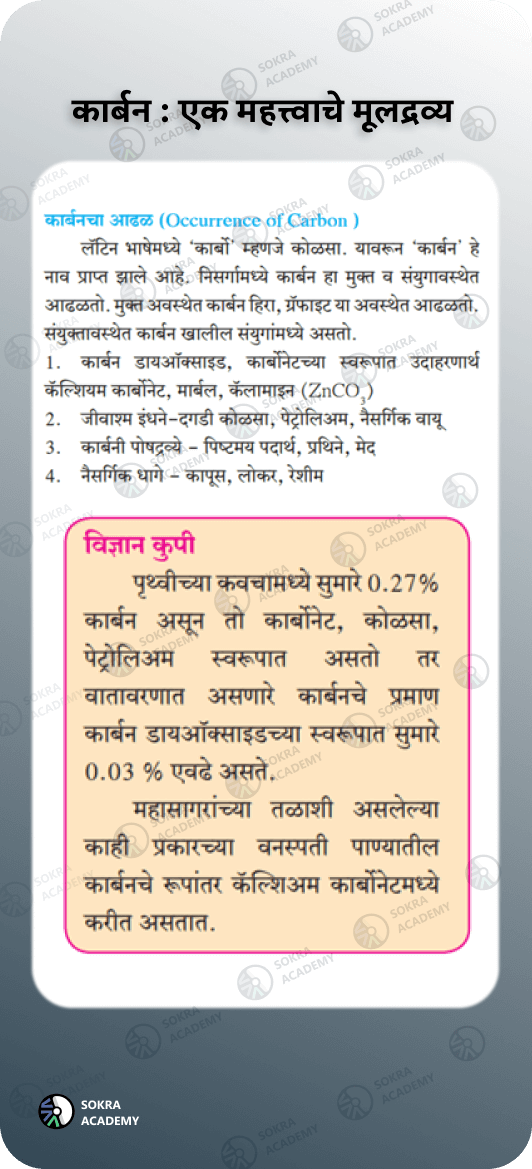 कार्बन : एक महत्त्वाचे मूलद्रव्य
कार्बनचा आढळ (Occurrence of Carbon )
लॅटिन भाषेमध्ये ‘कार्बो’ म्हणजे कोळसा. यावरून ‘कार्बन’ हे
नाव प्राप्त झाले आहे. निसर्गामध्ये कार्बन हा मुक्त व संयुगावस्थेत
आढळतो. मुक्त अवस्थेत कार्बन हिरा, ग्रॅफाइट या अवस्थेत आढळतो.
संयुक्तावस्थेत कार्बन खालील संयुगांमध्ये असतो.
1. कार्बन डायऑक्साइड, कार्बोनेटच्या स्वरूपात उदाहरणार्थ
कॅल्शियम कार्बोनेट, मार्बल, कॅलामाइन (ZnCO₃)
2. जीवाश्म इंधने-दगडी कोळसा, पेट्रोलिअम, नैसर्गिक वायू
3. कार्बनी पोषद्रव्ये - पिष्टमय पदार्थ, प्रथिने, मेद
4. नैसर्गिक धागे - कापूस, लोकर, रेशीम
विज्ञान कुपी
पृथ्वीच्या कवचामध्ये सुमारे 0.27%
कार्बन असून तो कार्बोनेट, कोळसा,
पेट्रोलिअम स्वरूपात असतो तर
वातावरणात असणारे कार्बनचे प्रमाण
कार्बन डायऑक्साइडच्या स्वरूपात सुमारे
0.03 % एवढे असते.
महासागरांच्या तळाशी असलेल्या
काही प्रकारच्या वनस्पती पाण्यातील
कार्बनचे रूपांतर कॅल्शिअम कार्बोनेटमध्ये
करीत असतात.
SOKRA
ACADEMY